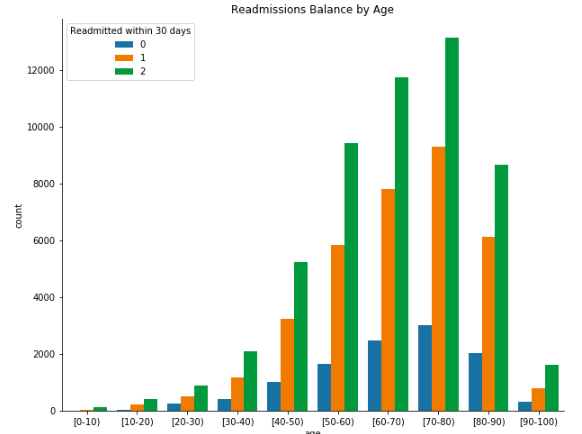 Readmissions Balance by Age
Readmitted within 30 days
0
1
2
12000
10000
8000
6000
4000
2000
0
count
[0-10) [10-20) [20-30) [30-40) [40-50) [50-60) [60-70) [70-80) [80-90) [90-100)
age